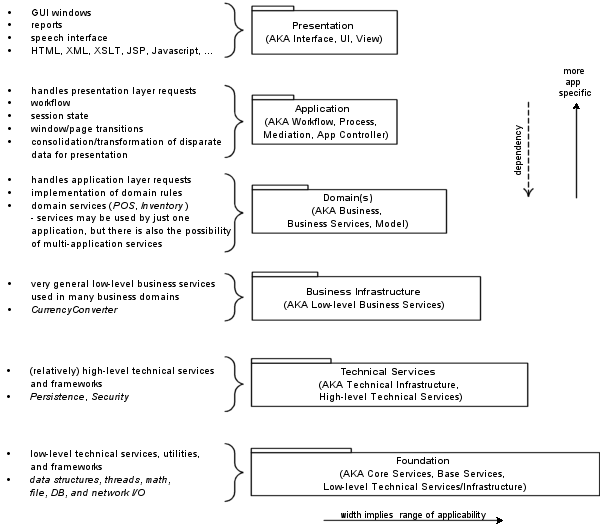 • GUI windows
• reports
• speech interface
• HTML, XML, XSLT, JSP, Javascript, ...
Presentation
(AKA Interface, UI, View)
more
app
specific
• handles presentation layer requests
• workflow
• session state
• window/page transitions
• consolidation/transformation of disparate
data for presentation
Application
(AKA Workflow, Process,
Mediation, App Controller)
dependency
• handles application layer requests
• implementation of domain rules
• domain services (POS, Inventory )
- services may be used by just one
application, but there is also the possibility
of multi-application services
Domain(s)
(AKA Business,
Business Services, Model)
• very general low-level business services
used in many business domains
• CurrencyConverter
Business Infrastructure
(AKA Low-level Business Services)
• (relatively) high-level technical services
and frameworks
• Persistence, Security
Technical Services
(AKA Technical Infrastructure,
High-level Technical Services)
• low-level technical services, utilities,
and frameworks
• data structures, threads, math,
file, DB, and network I/O
Foundation
(AKA Core Services, Base Services,
Low-level Technical Services/Infrastructure)
width implies range of applicability